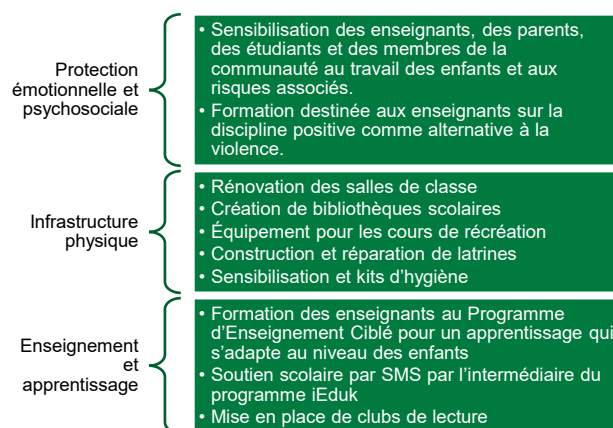 Protection
émotionnelle et
psychosociale
• Sensibilisation des enseignants, des parents,
des étudiants et des membres de la
communauté au travail des enfants et aux
risques associés.
• Formation destinée aux enseignants sur la
discipline positive comme alternative à la
violence.
Infrastructure
physique
• Rénovation des salles de classe
• Création de bibliothèques scolaires
• Équipement pour les cours de récréation
• Construction et réparation de latrines
• Sensibilisation et kits d’hygiène
Enseignement
et
apprentissage
• Formation des enseignants au Programme
d’Enseignement Ciblé pour un apprentissage qui
s’adapte au niveau des enfants
• Soutien scolaire par SMS par l’intermédiaire du
programme iEduk
• Mise en place de clubs de lecture